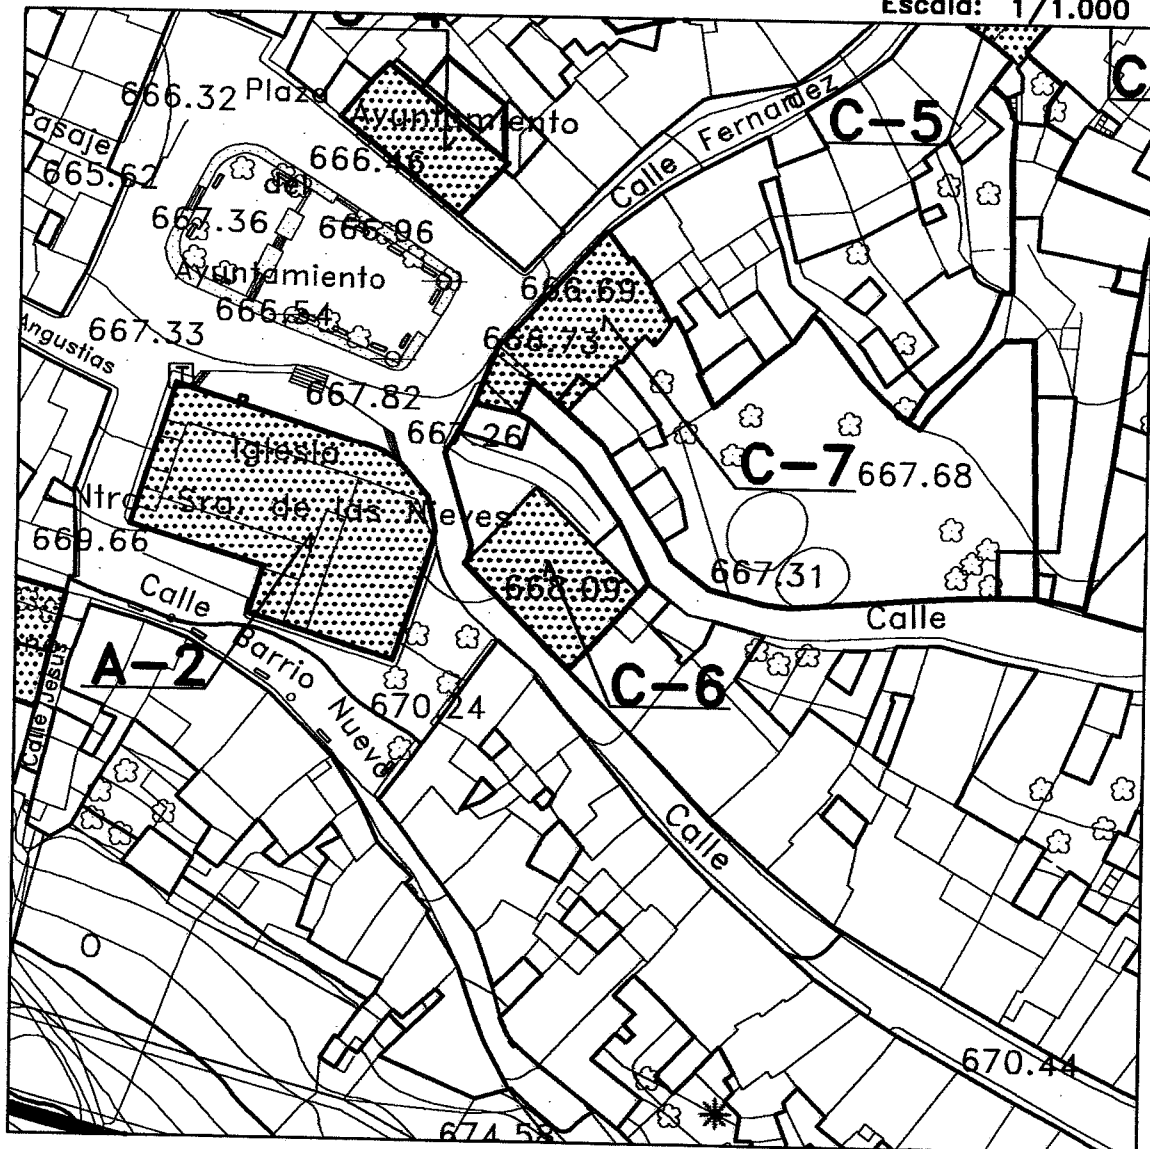 Escala: 1/1.000
C-4
C
666.32
Plaza
Ayuntamiento
Calle Fernandez
C-5
Pasaje
665.62
666.46
del
667.36
666.96
Ayuntamiento
666.54
666.69
Angustias
667.33
666.73
T
667.82
667.26
Iglesia
C-7
667.68
Ntra. Sra. de las Nieves
669.66
668.09
667.31
Calle
Calle
Barrio
Nuevo
A-2
C-6
670.24
Calle Jesus
Calle
O
670.44
674.58